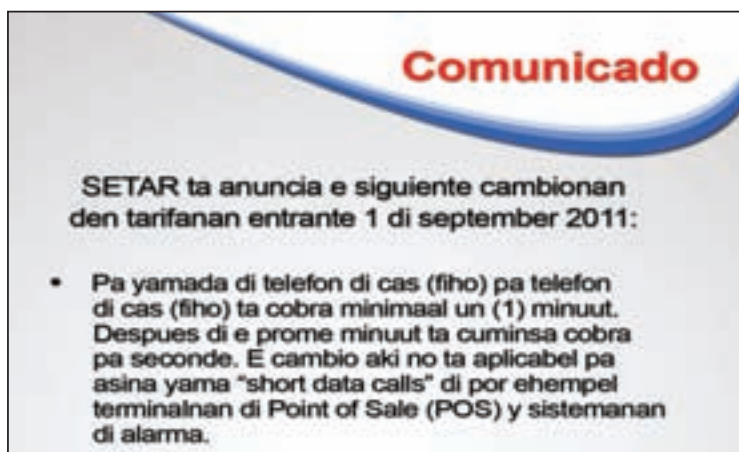 Comunicado
SETAR ta anuncia e siguiente cambionan
den tarifanan entrante 1 di september 2011:
• Pa yamada di telefon di cas (fiho) pa telefon
di cas (fiho) ta cobra minimaal un (1) minuut.
Despues di e prome minuut ta cuminsa cobra
pa seconde. E cambio aki no ta aplicabel pa
asina yama "short data calls" di por ehempel
terminalnan di Point of Sale (POS) y sistemanan
di alarma.